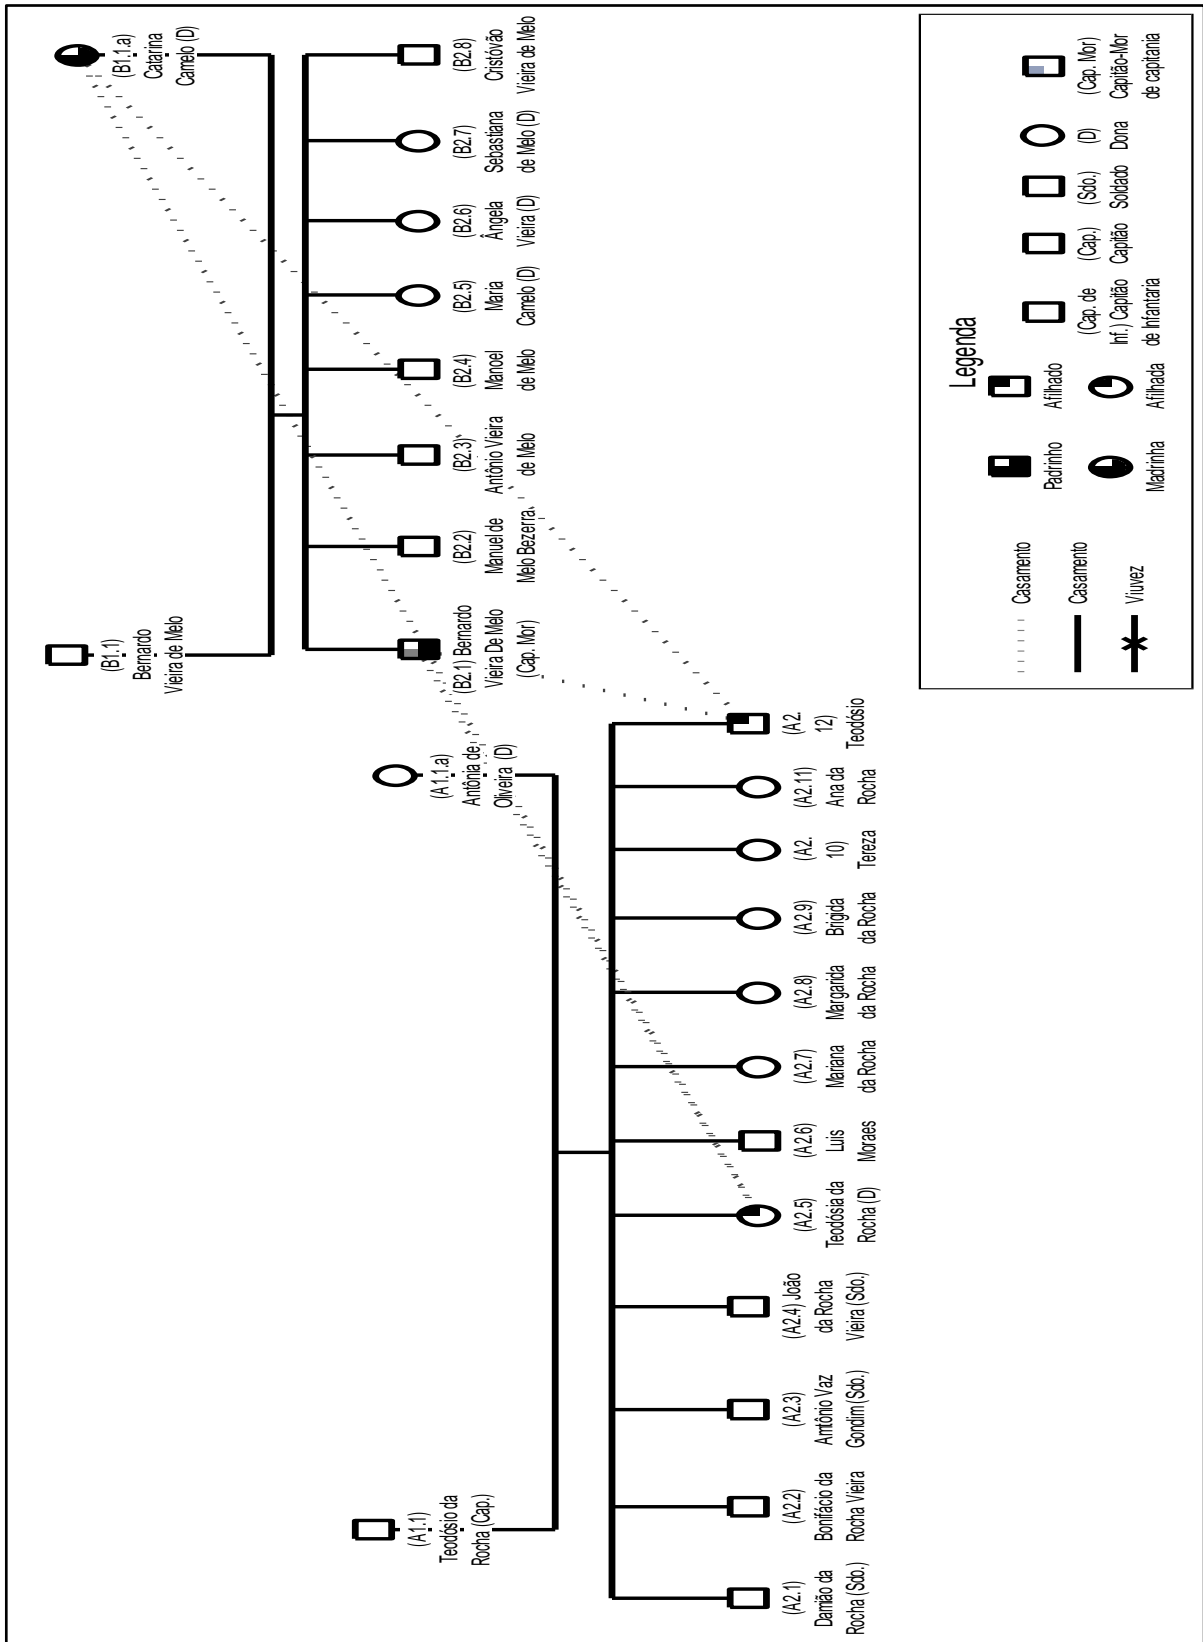 (B1.1)
Bernardo
Vieira de Melo
(B1.1.a)
Catarina
Camelo (D)
(B2.1) Bernardo
Vieira De Melo
(Cap. Mor)
(B2.2)
Manuel de
Melo Bezerra
(B2.3)
Antônio Vieira
de Melo
(B2.4)
Manoel
de Melo
(B2.5)
Maria
Camelo (D)
(B2.6)
Ângela
Vieira (D)
(B2.7)
Sebastiana
de Melo (D)
(B2.8)
Cristóvão
Vieira de Melo
(A1.1)
Teodósio da
Rocha (Cap.)
(A1.1.a)
Antônia de
Oliveira (D)
(A2.1)
Damião da
Rocha (Sdo.)
(A2.2)
Bonifácio da
Rocha Vieira
(A2.3)
Amtônio Vaz
Gondim (Sdo.)
(A2.4) João
da Rocha
Vieira (Sdo.)
(A2.5)
Teodósia da
Rocha (D)
(A2.6)
Luis
Moraes
(A2.7)
Mariana
da Rocha
(A2.8)
Margarida
da Rocha
(A2.9)
Brigida
da Rocha
(A2.
10)
Tereza
(A2.11)
Ana da
Rocha
(A2.
12)
Teodósio
Legenda
Casamento
Casamento
Viuvez
Padrinho
Afilhado
Madrinha
Afilhada
(Cap. de
Inf.) Capitão
de Infantaria
(Cap.)
Capitão
(Sdo.)
Soldado
(D)
Dona
(Cap. Mor)
Capitão-Mor
de capitania